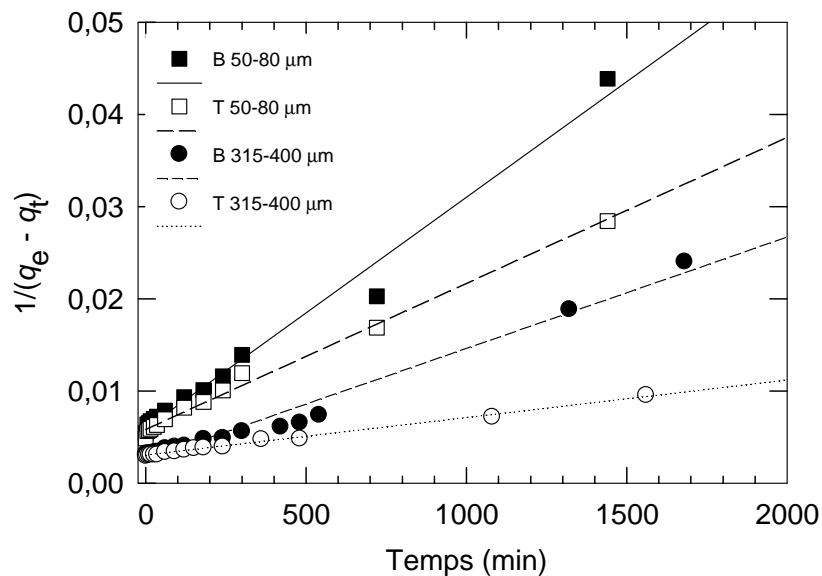 0,05
0,04
0,03
0,02
0,01
0,00
1/(qe - qt)
B 50-80 μm
T 50-80 μm
B 315-400 μm
T 315-400 μm
0 500 1000 1500 2000
Temps (min)